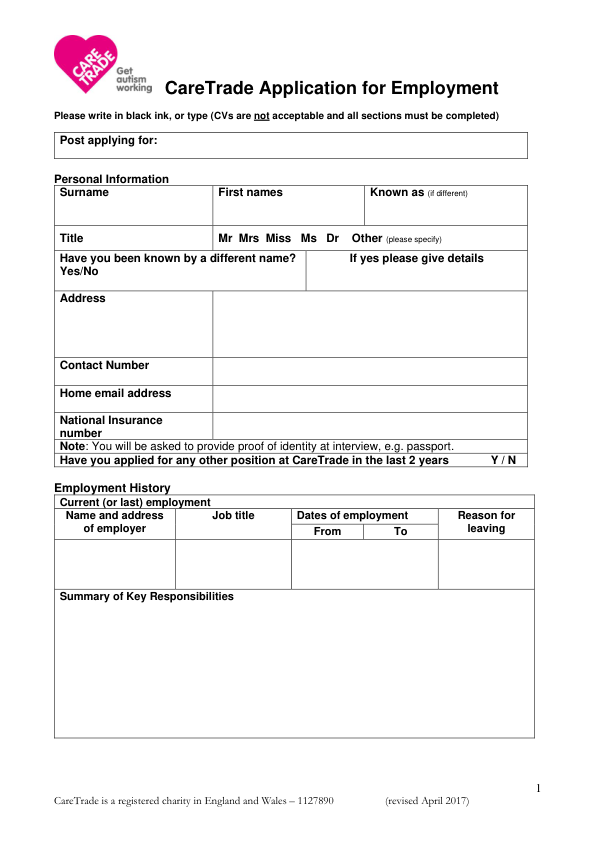 CARE
TRADE
Get
autism
working
CareTrade Application for Employment
Please write in black ink, or type (CVs are not acceptable and all sections must be completed)
Post applying for:
Personal Information
Surname First names Known as (if different)
Title Mr Mrs Miss Ms Dr Other (please specify)
Have you been known by a different name? If yes please give details
Yes/No
Address
Contact Number
Home email address
National Insurance
number
Note: You will be asked to provide proof of identity at interview, e.g. passport.
Have you applied for any other position at CareTrade in the last 2 years Y / N
Employment History
Current (or last) employment
Name and address Job title Dates of employment Reason for
of employer From To leaving
Summary of Key Responsibilities
1
CareTrade is a registered charity in England and Wales – 1127890 (revised April 2017)